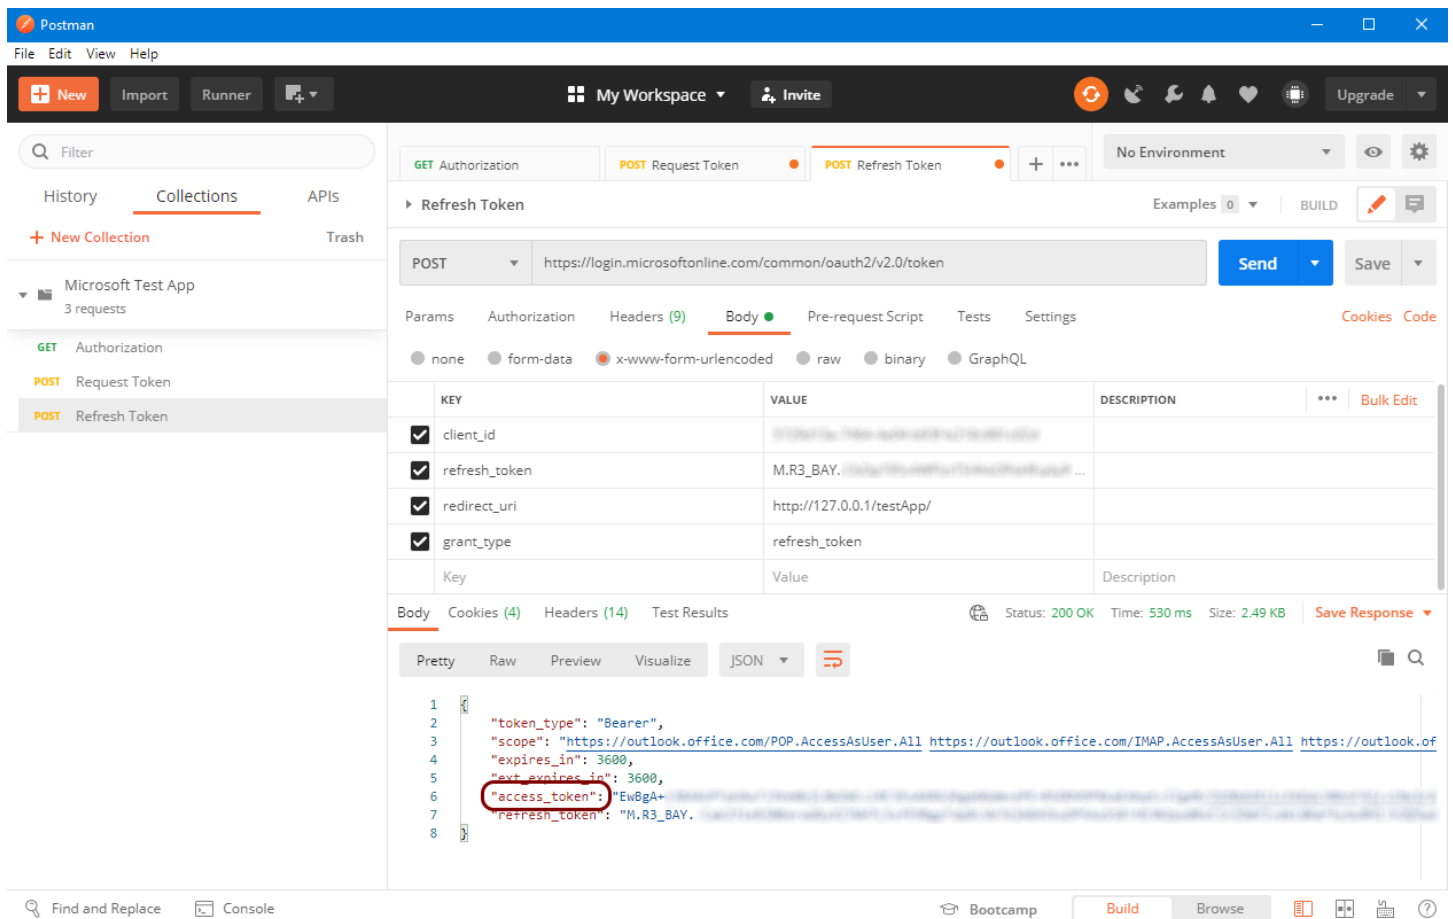 Postman
File Edit View Help
New Import Runner My Workspace Invite Upgrade
Filter
History Collections APIs
+ New Collection Trash
Microsoft Test App
3 requests
GET Authorization
POST Request Token
POST Refresh Token
GET Authorization POST Request Token POST Refresh Token + ••• No Environment
Refresh Token Examples 0 BUILD
POST https://login.microsoftonline.com/common/oauth2/v2.0/token Send Save
Params Authorization Headers (9) Body Pre-request Script Tests Settings Cookies Code
none form-data x-www-form-urlencoded raw binary GraphQL
KEY VALUE DESCRIPTION ••• Bulk Edit
client_id
refresh_token M.R3_BAY. ...
redirect_uri http://127.0.0.1/testApp/
grant_type refresh_token
Key Value Description
Body Cookies (4) Headers (14) Test Results Status: 200 OK Time: 530 ms Size: 2.49 KB Save Response
Pretty Raw Preview Visualize JSON
1 {
2 "token_type": "Bearer",
3 "scope": "https://outlook.office.com/POP.AccessAsUser.All https://outlook.office.com/IMAP.AccessAsUser.All https://outlook.of
4 "expires_in": 3600,
5 "ext_expires_in": 3600,
6 "access_token": "EwBgA+
7 "refresh_token": "M.R3_BAY.
8 }
Find and Replace Console Bootcamp Build Browse